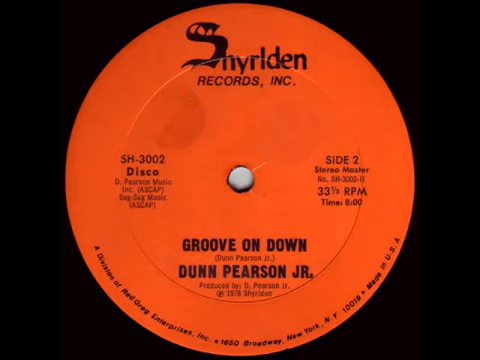 Shyrlden
RECORDS, INC.
SH-3002
Disco
D. Pearson Music
Inc. (ASCAP)
Sug-Sug Music
(ASCAP)
SIDE 2
Stereo Master
No. SH-3002-II
33⅓ RPM
Time: 8:00
GROOVE ON DOWN
(Dunn Pearson Jr.)
DUNN PEARSON JR.
Produced by: D. Pearson Jr.
℗ 1978 Shyrlden
A Division of Red Greg Enterprises, Inc. • 1650 Broadway, New York, N.Y. 10019 • Made in U.S.A.